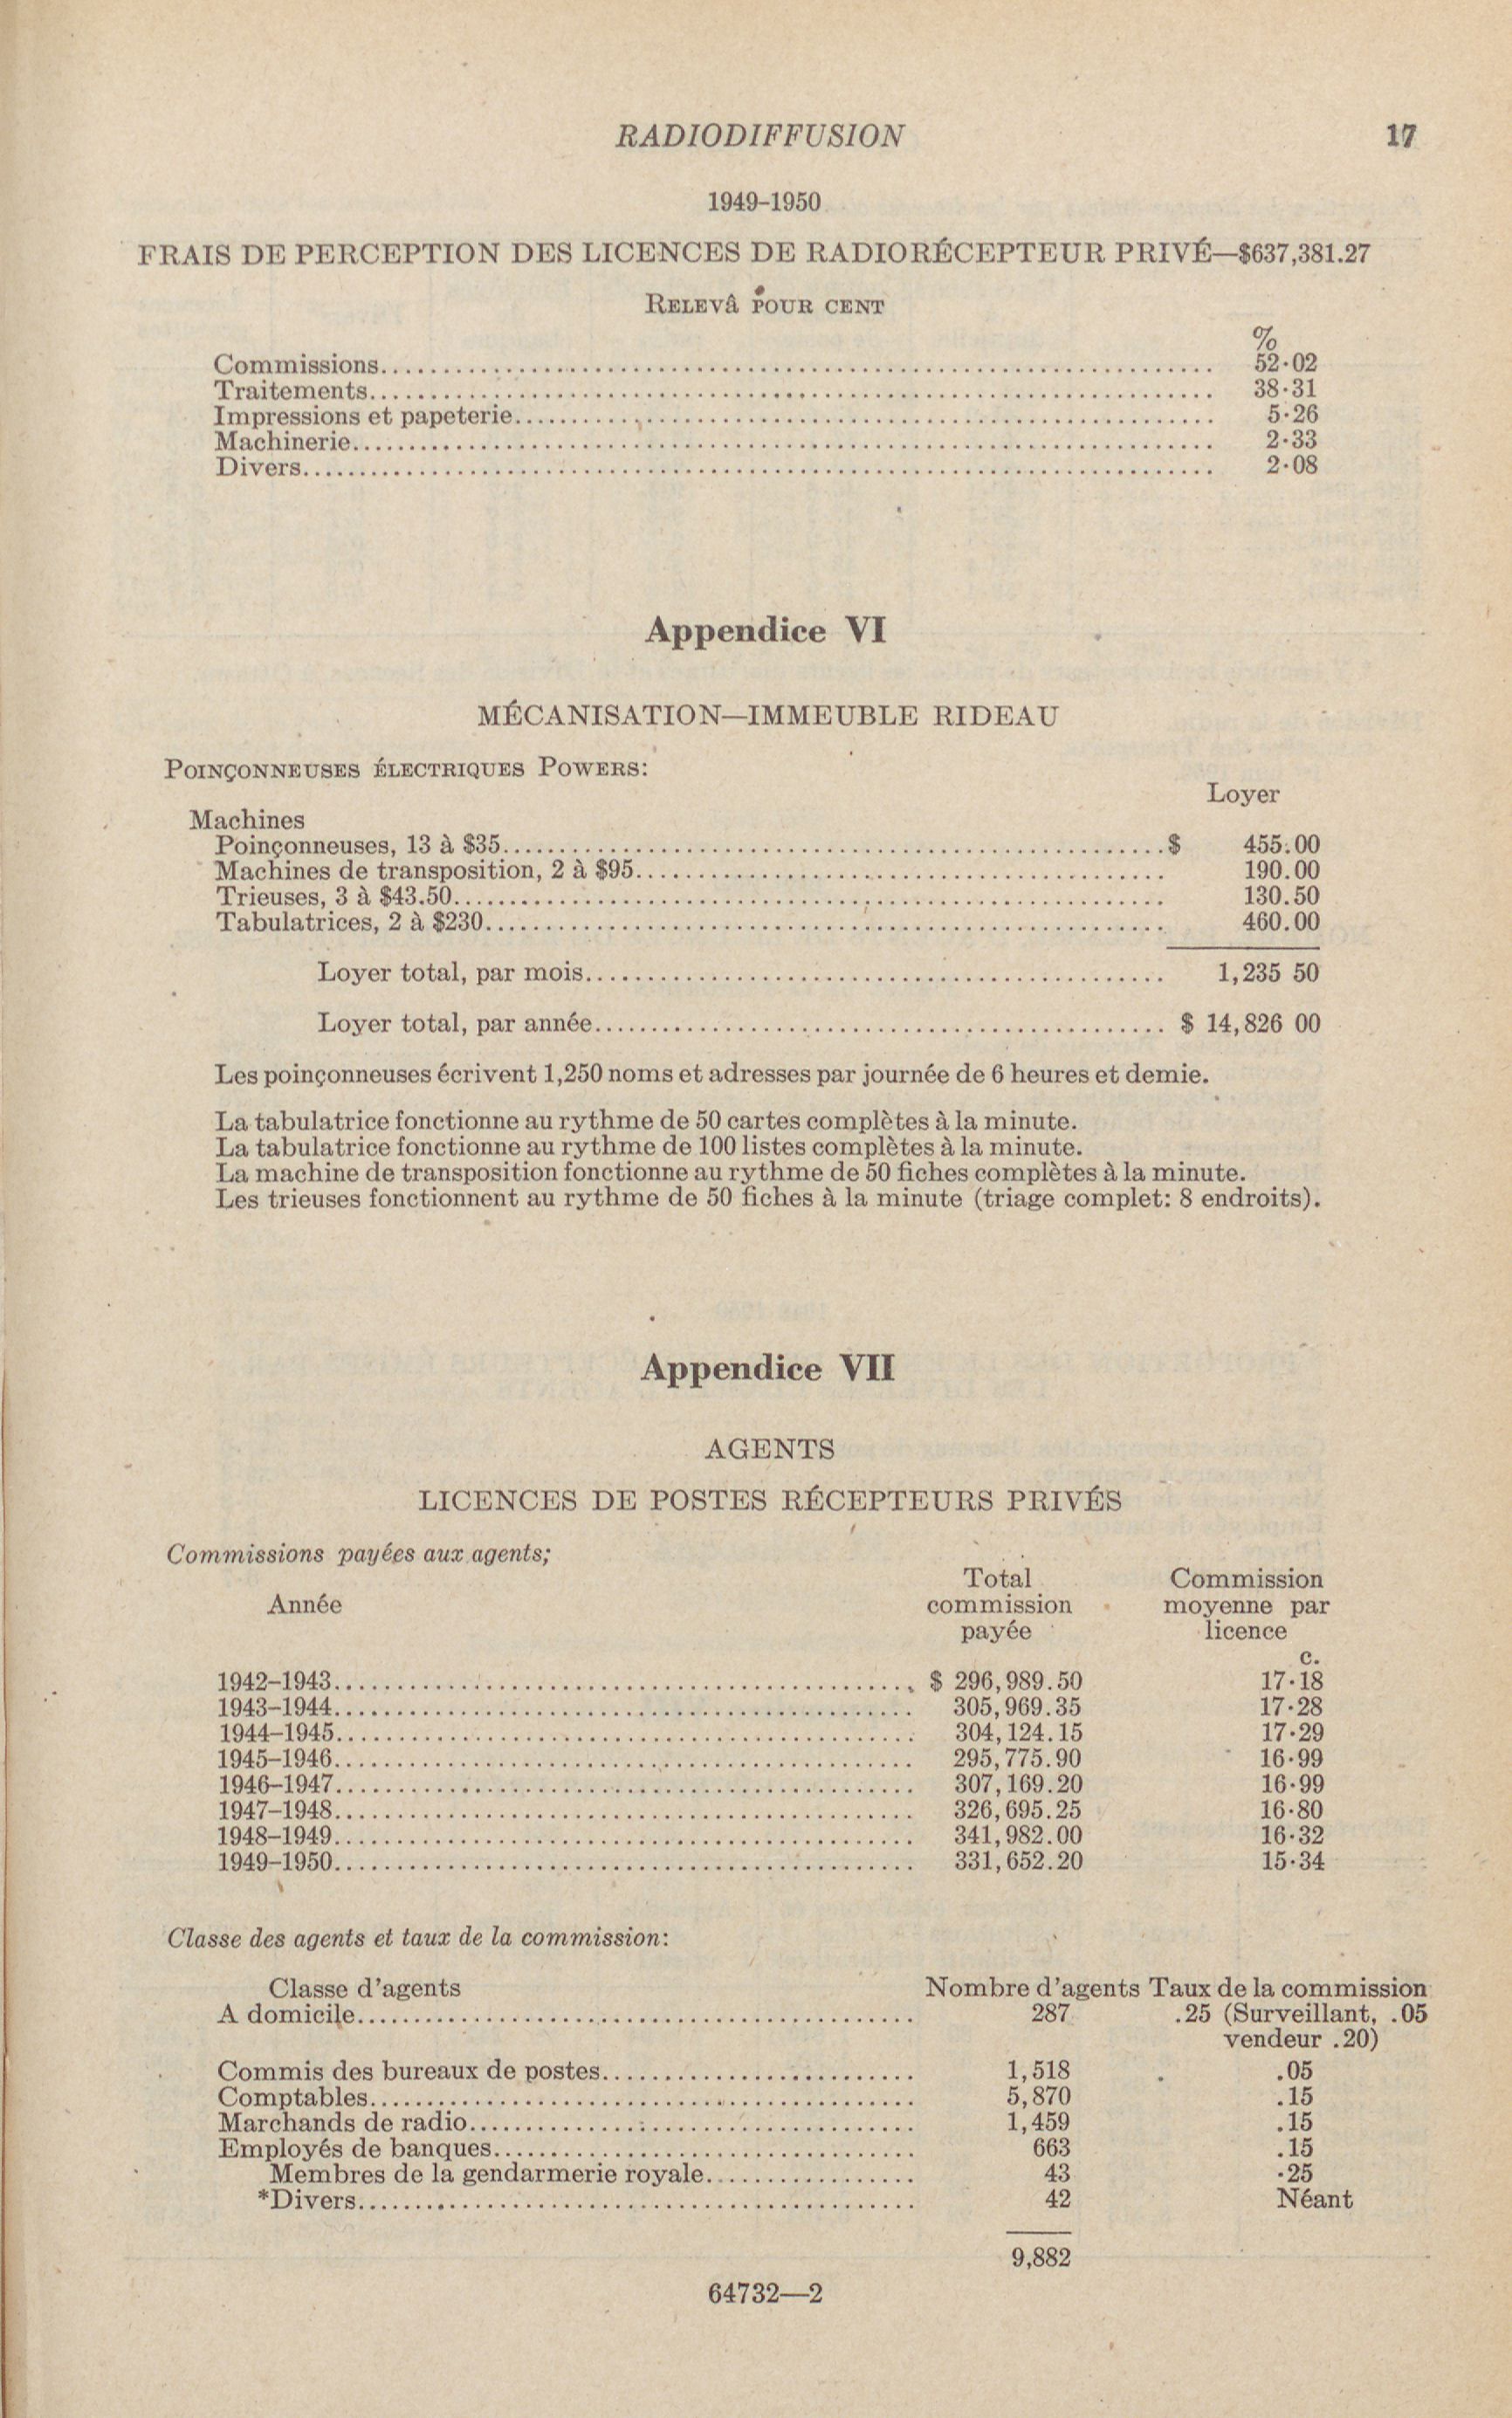 RADIODIFFUSION 17
1949–1950
FRAIS DE PERCEPTION DES LICENCES DE RADIORÉCEPTEUR PRIVÉ—$637,381.27
RELEVâ POUR CENT
%
Commissions........ 52·02
Traitements........ 38·31
Impressions et papeterie........ 5·26
Machinerie........ 2·33
Divers........ 2·08
Appendice VI
MÉCANISATION—IMMEUBLE RIDEAU
POINÇONNEUSES ÉLECTRIQUES POWERS:
Loyer
Machines
Poinçonneuses, 13 à $35........ $ 455.00
Machines de transposition, 2 à $95........ 190.00
Trieuses, 3 à $43.50........ 130.50
Tabulatrices, 2 à $230........ 460.00
Loyer total, par mois........ 1,235 50
Loyer total, par année........ $ 14,826 00
Les poinçonneuses écrivent 1,250 noms et adresses par journée de 6 heures et demie.
La tabulatrice fonctionne au rythme de 50 cartes complètes à la minute.
La tabulatrice fonctionne au rythme de 100 listes complètes à la minute.
La machine de transposition fonctionne au rythme de 50 fiches complètes à la minute.
Les trieuses fonctionnent au rythme de 50 fiches à la minute (triage complet: 8 endroits).
Appendice VII
AGENTS
LICENCES DE POSTES RÉCEPTEURS PRIVÉS
Commissions payées aux agents;
Total Commission
Année commission moyenne par
payée licence
c.
1942–1943........ $ 296,989.50 17·18
1943–1944........ 305,969.35 17·28
1944–1945........ 304,124.15 17·29
1945–1946........ 295,775.90 16·99
1946–1947........ 307,169.20 16·99
1947–1948........ 326,695.25 16·80
1948–1949........ 341,982.00 16·32
1949–1950........ 331,652.20 15·34
Classe des agents et taux de la commission:
Classe d'agents Nombre d'agents Taux de la commission
A domicile........ 287 .25 (Surveillant, .05
vendeur .20)
Commis des bureaux de postes........ 1,518 .05
Comptables........ 5,870 .15
Marchands de radio........ 1,459 .15
Employés de banques........ 663 .15
Membres de la gendarmerie royale........ 43 ·25
*Divers........ 42 Néant
9,882
64732—2